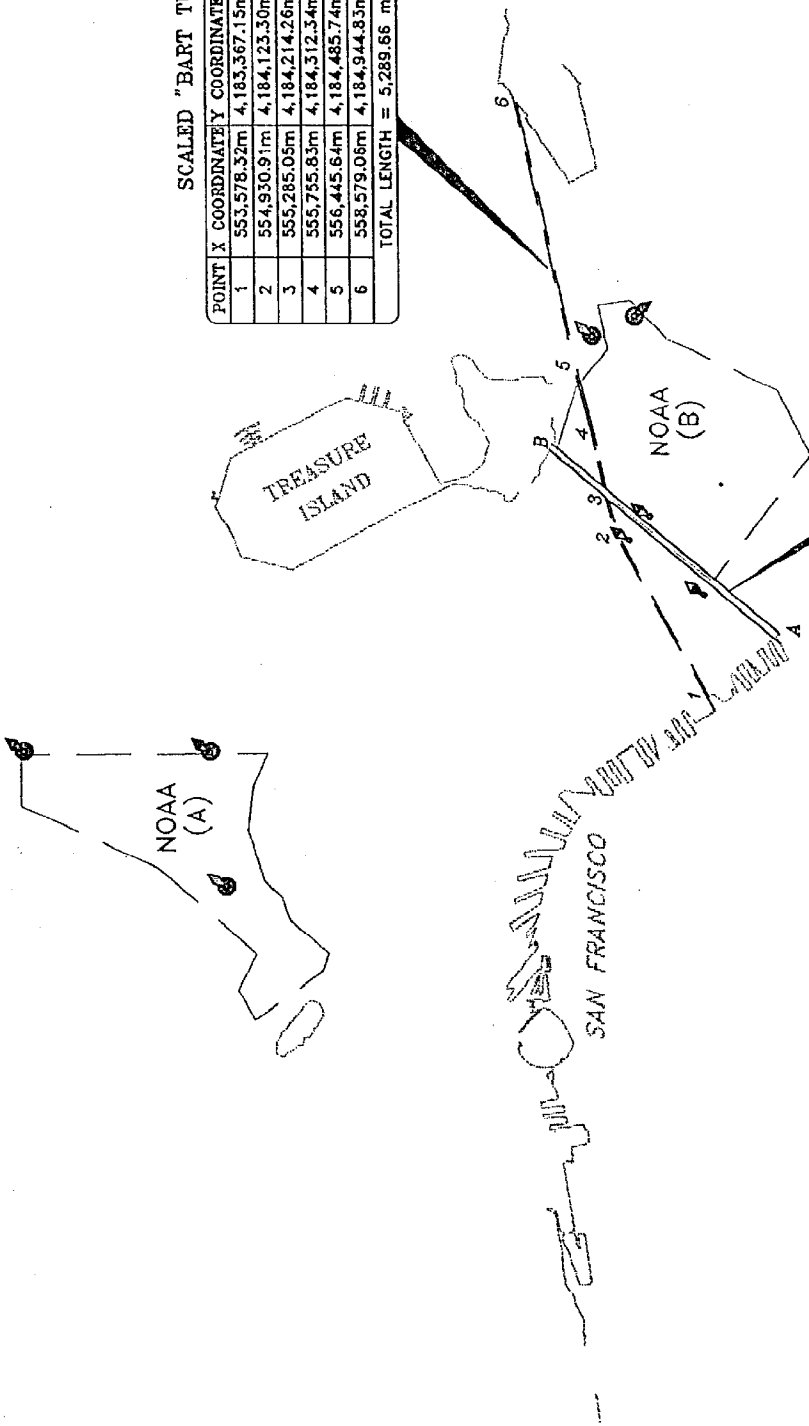 SCALED "BART T
POINT X COORDINATE Y COORDINATE
1 553,578.32m 4,183,367.15m
2 554,930.91m 4,184,123.30m
3 555,285.05m 4,184,214.26m
4 555,755.83m 4,184,312.34m
5 556,445.64m 4,184,485.74m
6 558,579.06m 4,184,944.83m
TOTAL LENGTH = 5,289.66 m
NOAA
(A)
TREASURE
ISLAND
6
5
B
4
3
2
NOAA
(B)
1
A
SAN FRANCISCO